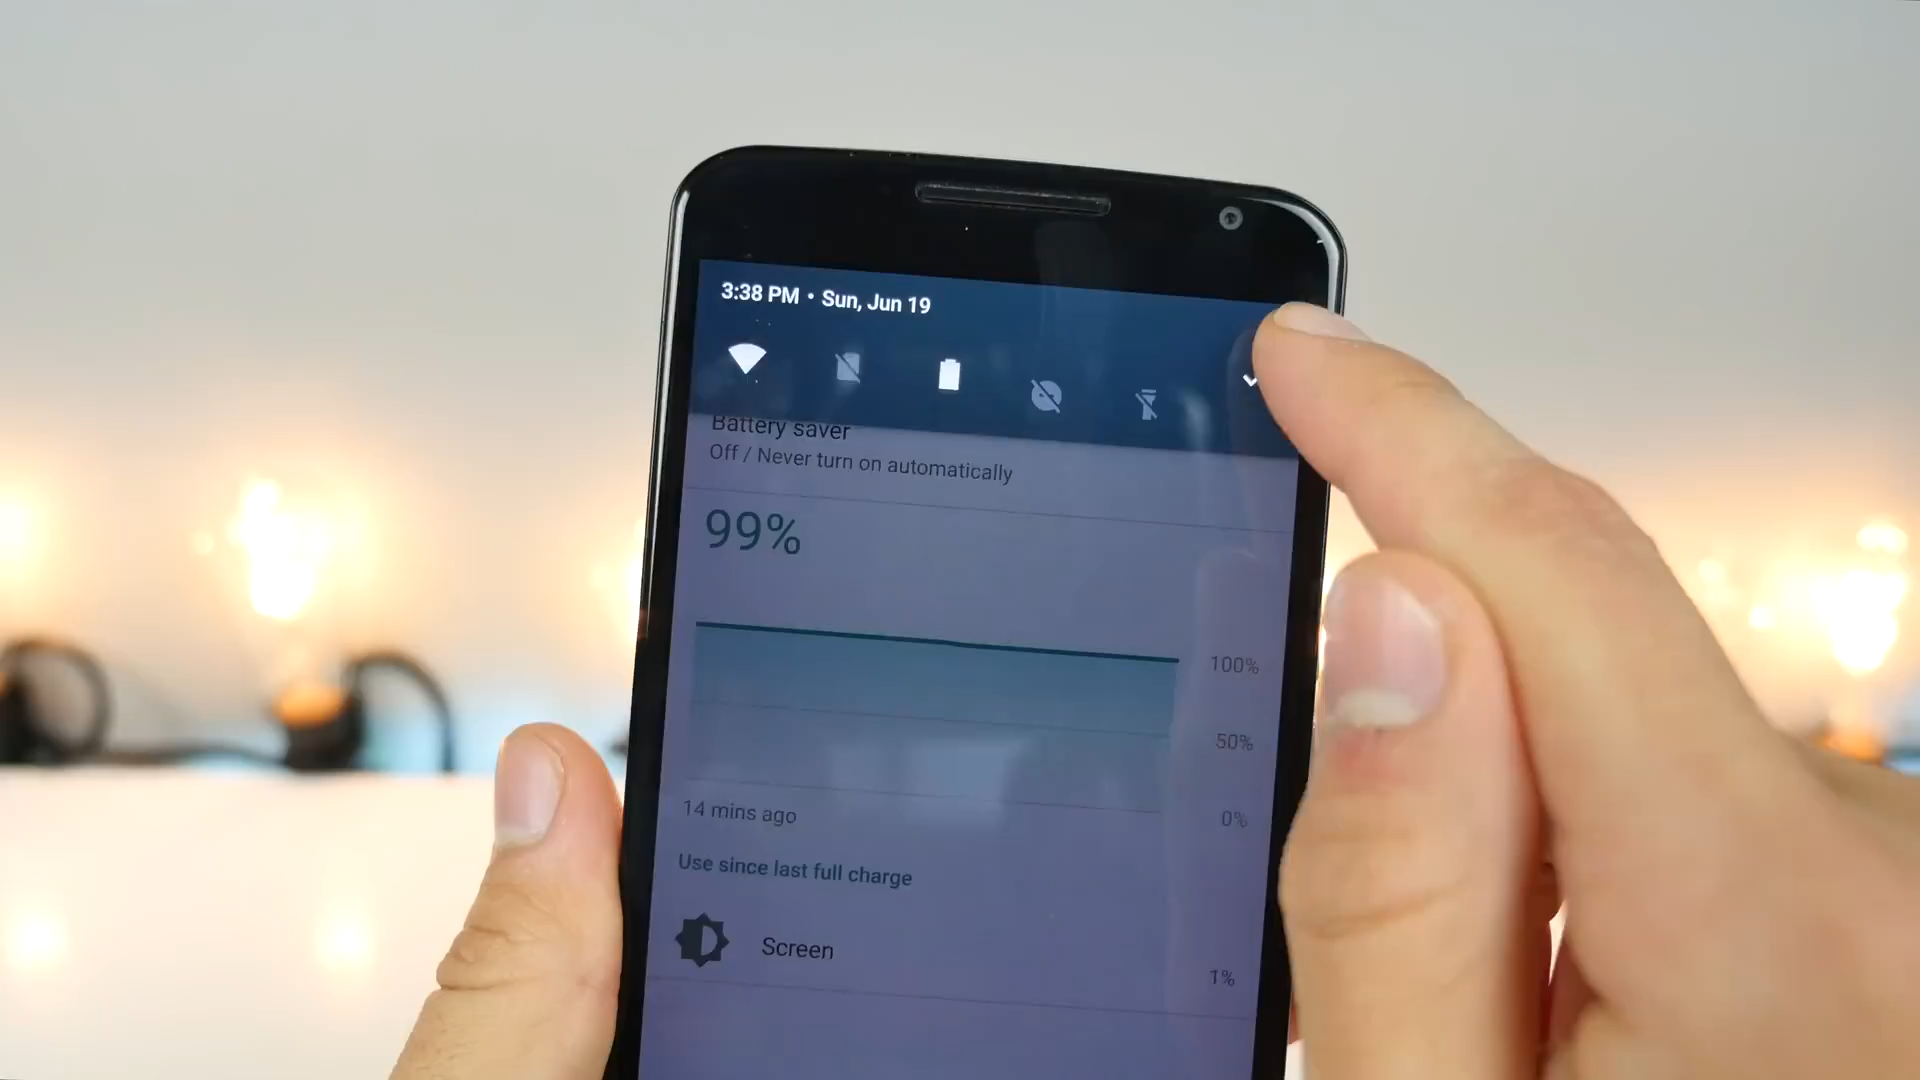 3:38 PM • Sun, Jun 19
Battery saver
Off / Never turn on automatically
99%
100%
50%
0%
14 mins ago
Use since last full charge
Screen
1%